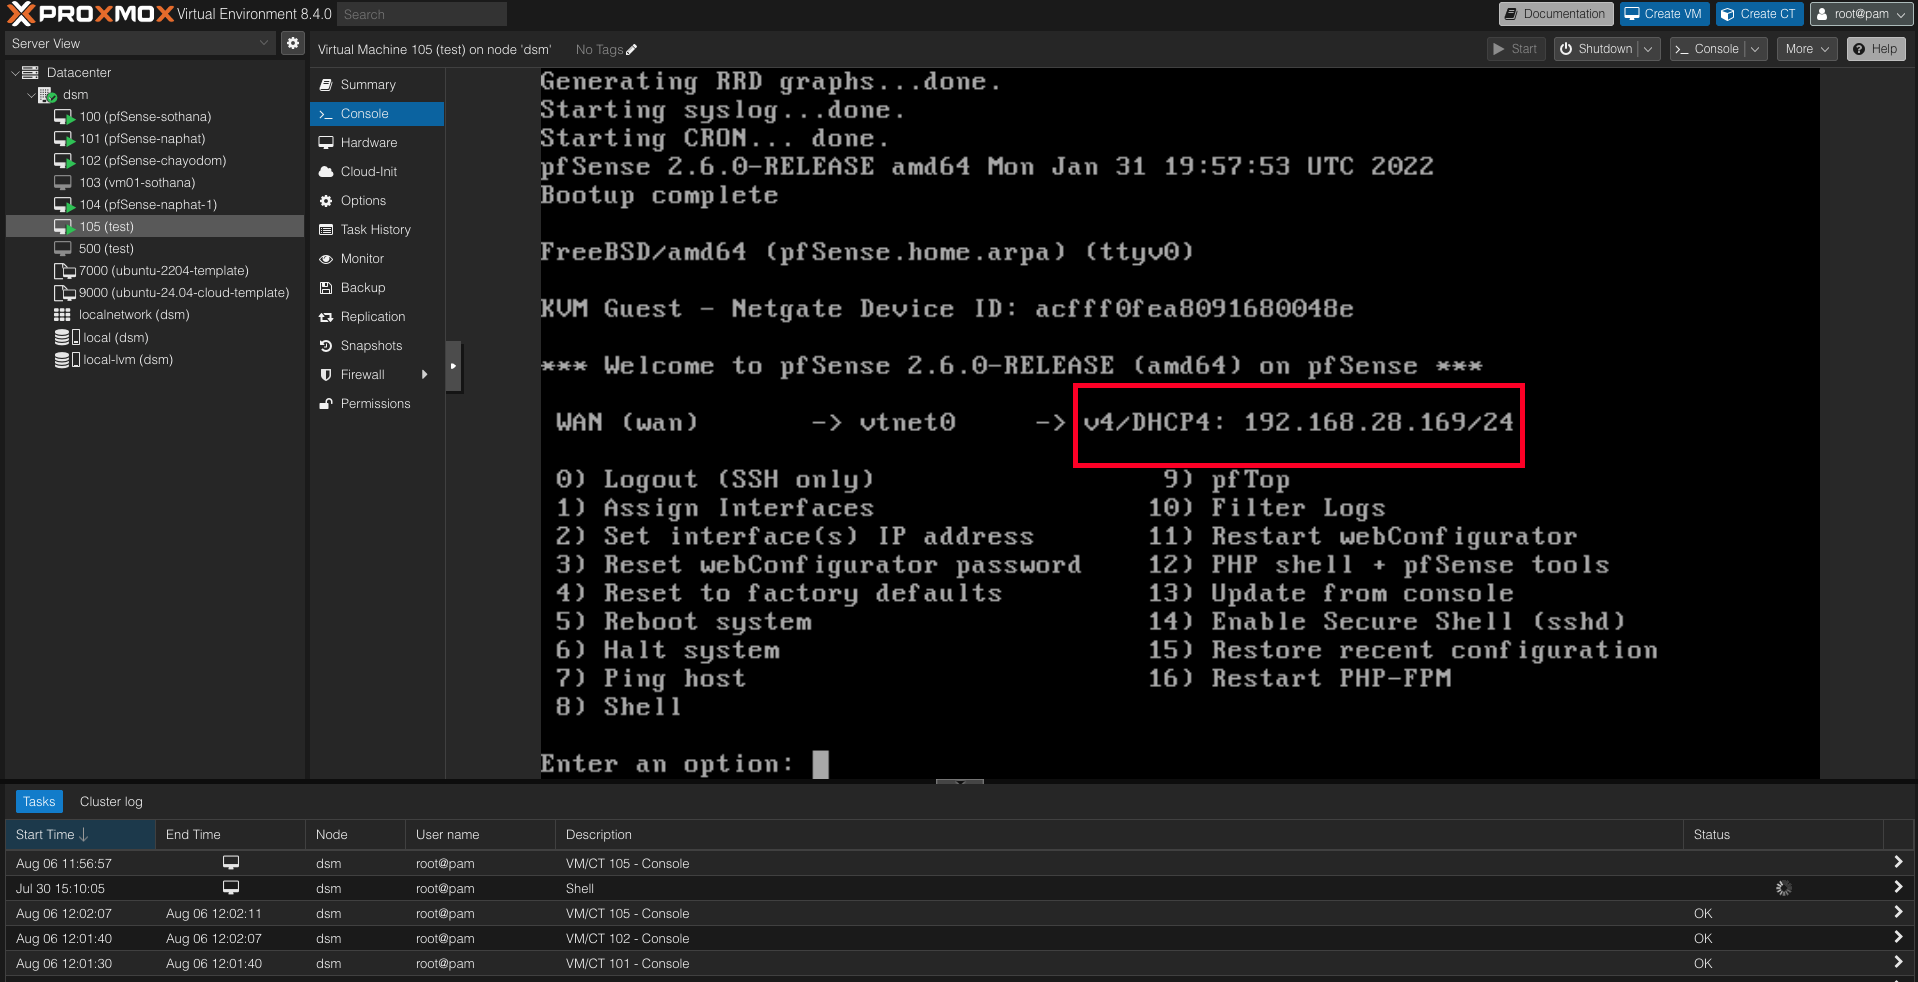 PROXMOX Virtual Environment 8.4.0 Search Documentation Create VM Create CT root@pam
Server View
Datacenter
dsm
100 (pfSense-sothana)
101 (pfSense-naphat)
102 (pfSense-chayodom)
103 (vm01-sothana)
104 (pfSense-naphat-1)
105 (test)
500 (test)
7000 (ubuntu-2204-template)
9000 (ubuntu-24.04-cloud-template)
localnetwork (dsm)
local (dsm)
local-lvm (dsm)
Virtual Machine 105 (test) on node 'dsm' No Tags Start Shutdown Console More Help
Summary
Console
Hardware
Cloud-Init
Options
Task History
Monitor
Backup
Replication
Snapshots
Firewall
Permissions
Generating RRD graphs...done.
Starting syslog...done.
Starting CRON... done.
pfSense 2.6.0-RELEASE amd64 Mon Jan 31 19:57:53 UTC 2022
Bootup complete
FreeBSD/amd64 (pfSense.home.arpa) (ttyv0)
KVM Guest - Netgate Device ID: acfff0fea8091680048e
*** Welcome to pfSense 2.6.0-RELEASE (amd64) on pfSense ***
WAN (wan) -> vtnet0 -> v4/DHCP4: 192.168.28.169/24
0) Logout (SSH only) 9) pfTop
1) Assign Interfaces 10) Filter Logs
2) Set interface(s) IP address 11) Restart webConfigurator
3) Reset webConfigurator password 12) PHP shell + pfSense tools
4) Reset to factory defaults 13) Update from console
5) Reboot system 14) Enable Secure Shell (sshd)
6) Halt system 15) Restore recent configuration
7) Ping host 16) Restart PHP-FPM
8) Shell
Enter an option:
Tasks Cluster log
Start Time End Time Node User name Description Status
Aug 06 11:56:57 dsm root@pam VM/CT 105 - Console
Jul 30 15:10:05 dsm root@pam Shell
Aug 06 12:02:07 Aug 06 12:02:11 dsm root@pam VM/CT 105 - Console OK
Aug 06 12:01:40 Aug 06 12:02:07 dsm root@pam VM/CT 102 - Console OK
Aug 06 12:01:30 Aug 06 12:01:40 dsm root@pam VM/CT 101 - Console OK